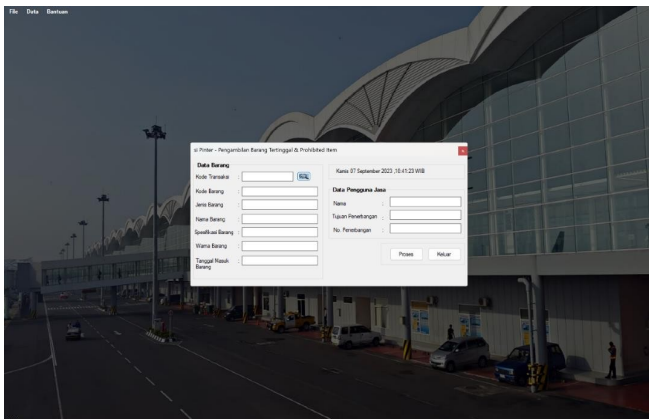 File Data Bantuan
Pinter - Pengambilan Barang Tertinggal & Prohibited Item
Data Barang
Kode Transaksi :
Kode Barang :
Jenis Barang :
Nama Barang :
Spesifikasi Barang :
Warna Barang :
Tanggal Masuk Barang :
Kamis 07 September 2023 ,10:41:23 WIB
Data Pengguna Jasa
Nama :
Tujuan Penerbangan :
No. Penerbangan :
Proses Keluar